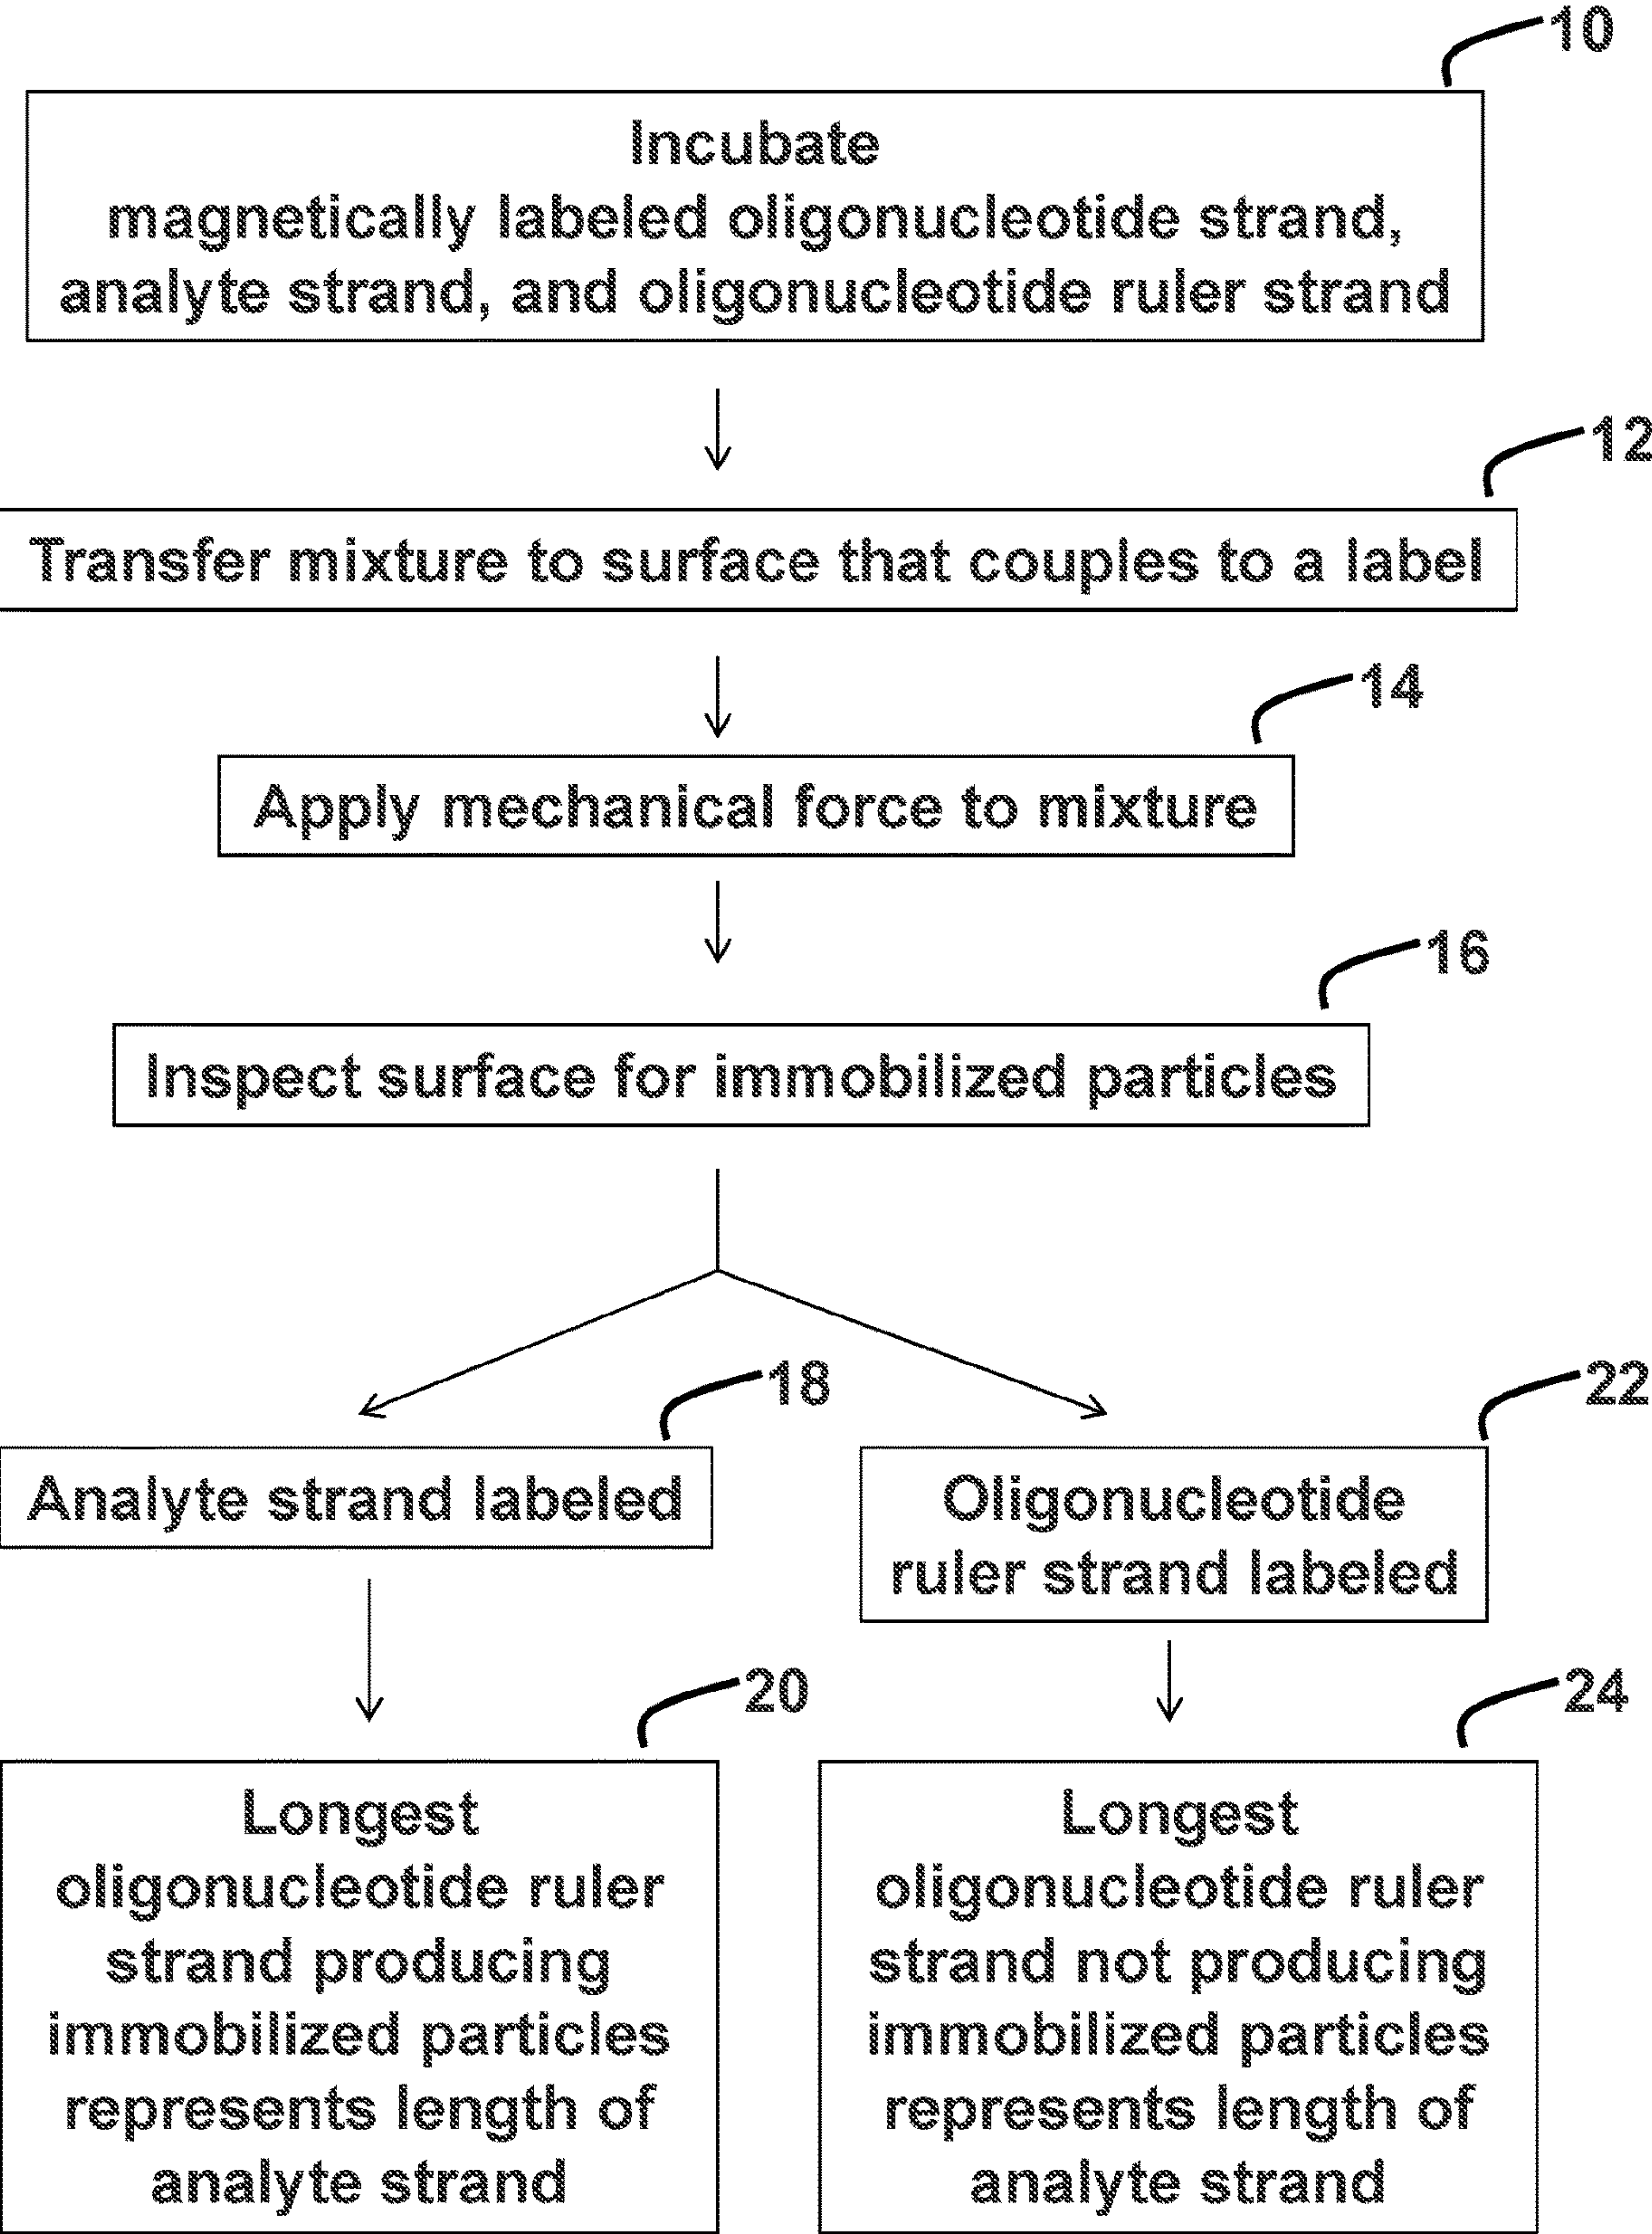 10
Incubate
magnetically labeled oligonucleotide strand,
analyte strand, and oligonucleotide ruler strand
12
Transfer mixture to surface that couples to a label
14
Apply mechanical force to mixture
16
Inspect surface for immobilized particles
18
Analyte strand labeled
22
Oligonucleotide
ruler strand labeled
20
Longest
oligonucleotide ruler
strand producing
immobilized particles
represents length of
analyte strand
24
Longest
oligonucleotide ruler
strand not producing
immobilized particles
represents length of
analyte strand